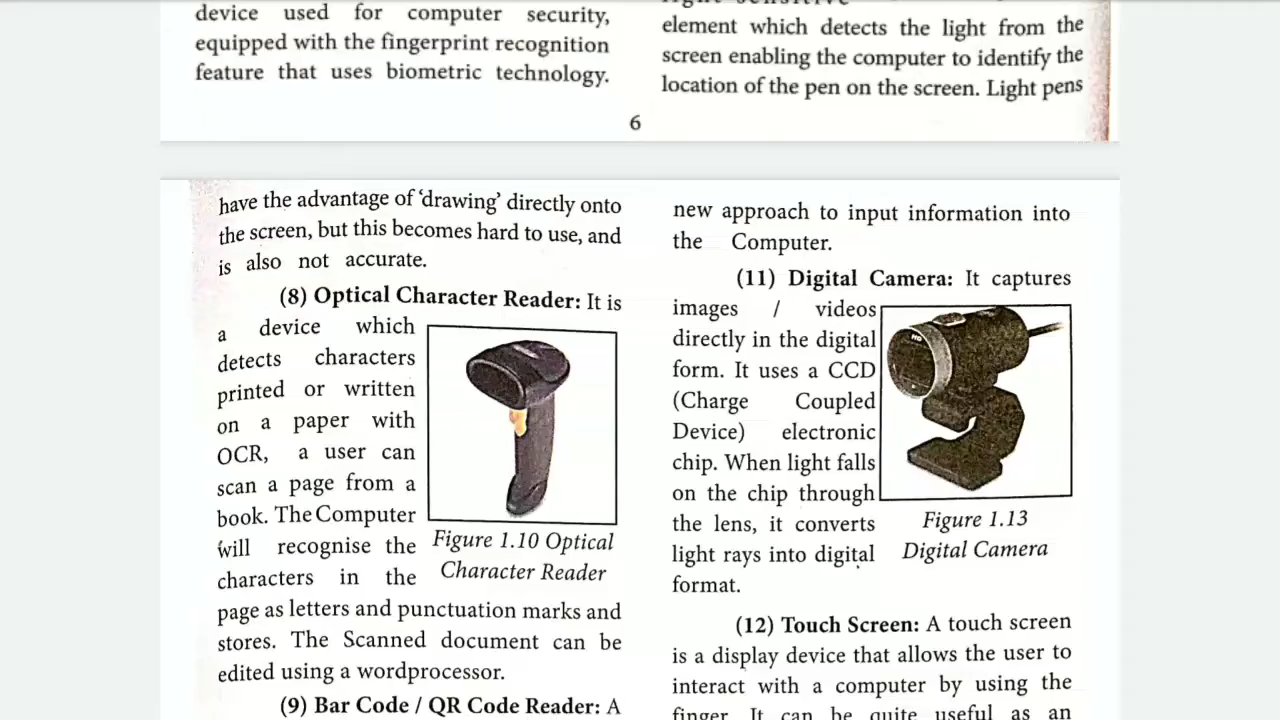 device used for computer security,
equipped with the fingerprint recognition
feature that uses biometric technology.
element which detects the light from the
screen enabling the computer to identify the
location of the pen on the screen. Light pens
6
have the advantage of 'drawing' directly onto
the screen, but this becomes hard to use, and
is also not accurate.
(8) Optical Character Reader: It is
a device which
detects characters
printed or written
on a paper with
OCR, a user can
scan a page from a
book. The Computer
will recognise the
characters in the
page as letters and punctuation marks and
stores. The Scanned document can be
edited using a wordprocessor.
Figure 1.10 Optical
Character Reader
(9) Bar Code / QR Code Reader: A
new approach to input information into
the Computer.
(11) Digital Camera: It captures
images / videos
directly in the digital
form. It uses a CCD
(Charge Coupled
Device) electronic
chip. When light falls
on the chip through
the lens, it converts
light rays into digital
format.
Figure 1.13
Digital Camera
(12) Touch Screen: A touch screen
is a display device that allows the user to
interact with a computer by using the
finger. It can be quite useful as an